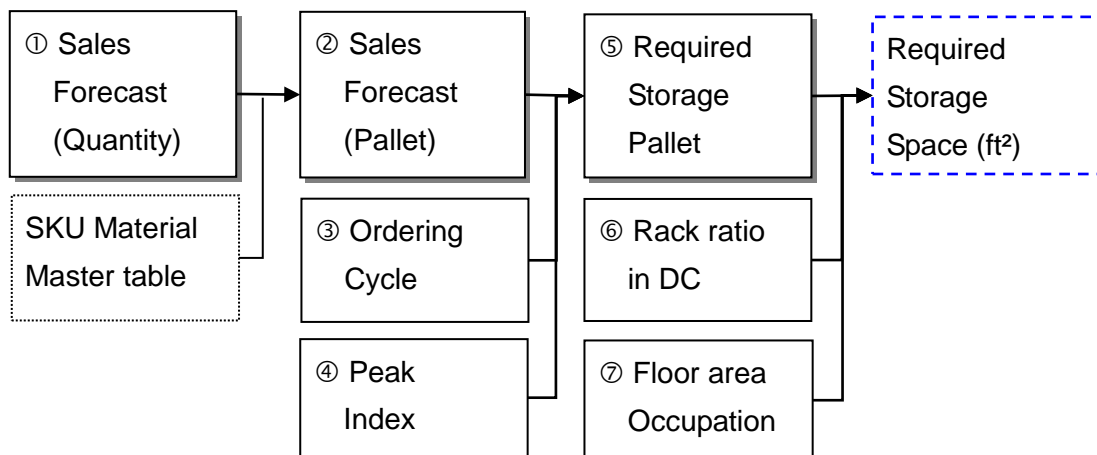 ① Sales
Forecast
(Quantity)
SKU Material
Master table
② Sales
Forecast
(Pallet)
③ Ordering
Cycle
④ Peak
Index
⑤ Required
Storage
Pallet
⑥ Rack ratio
in DC
⑦ Floor area
Occupation
Required
Storage
Space (ft²)